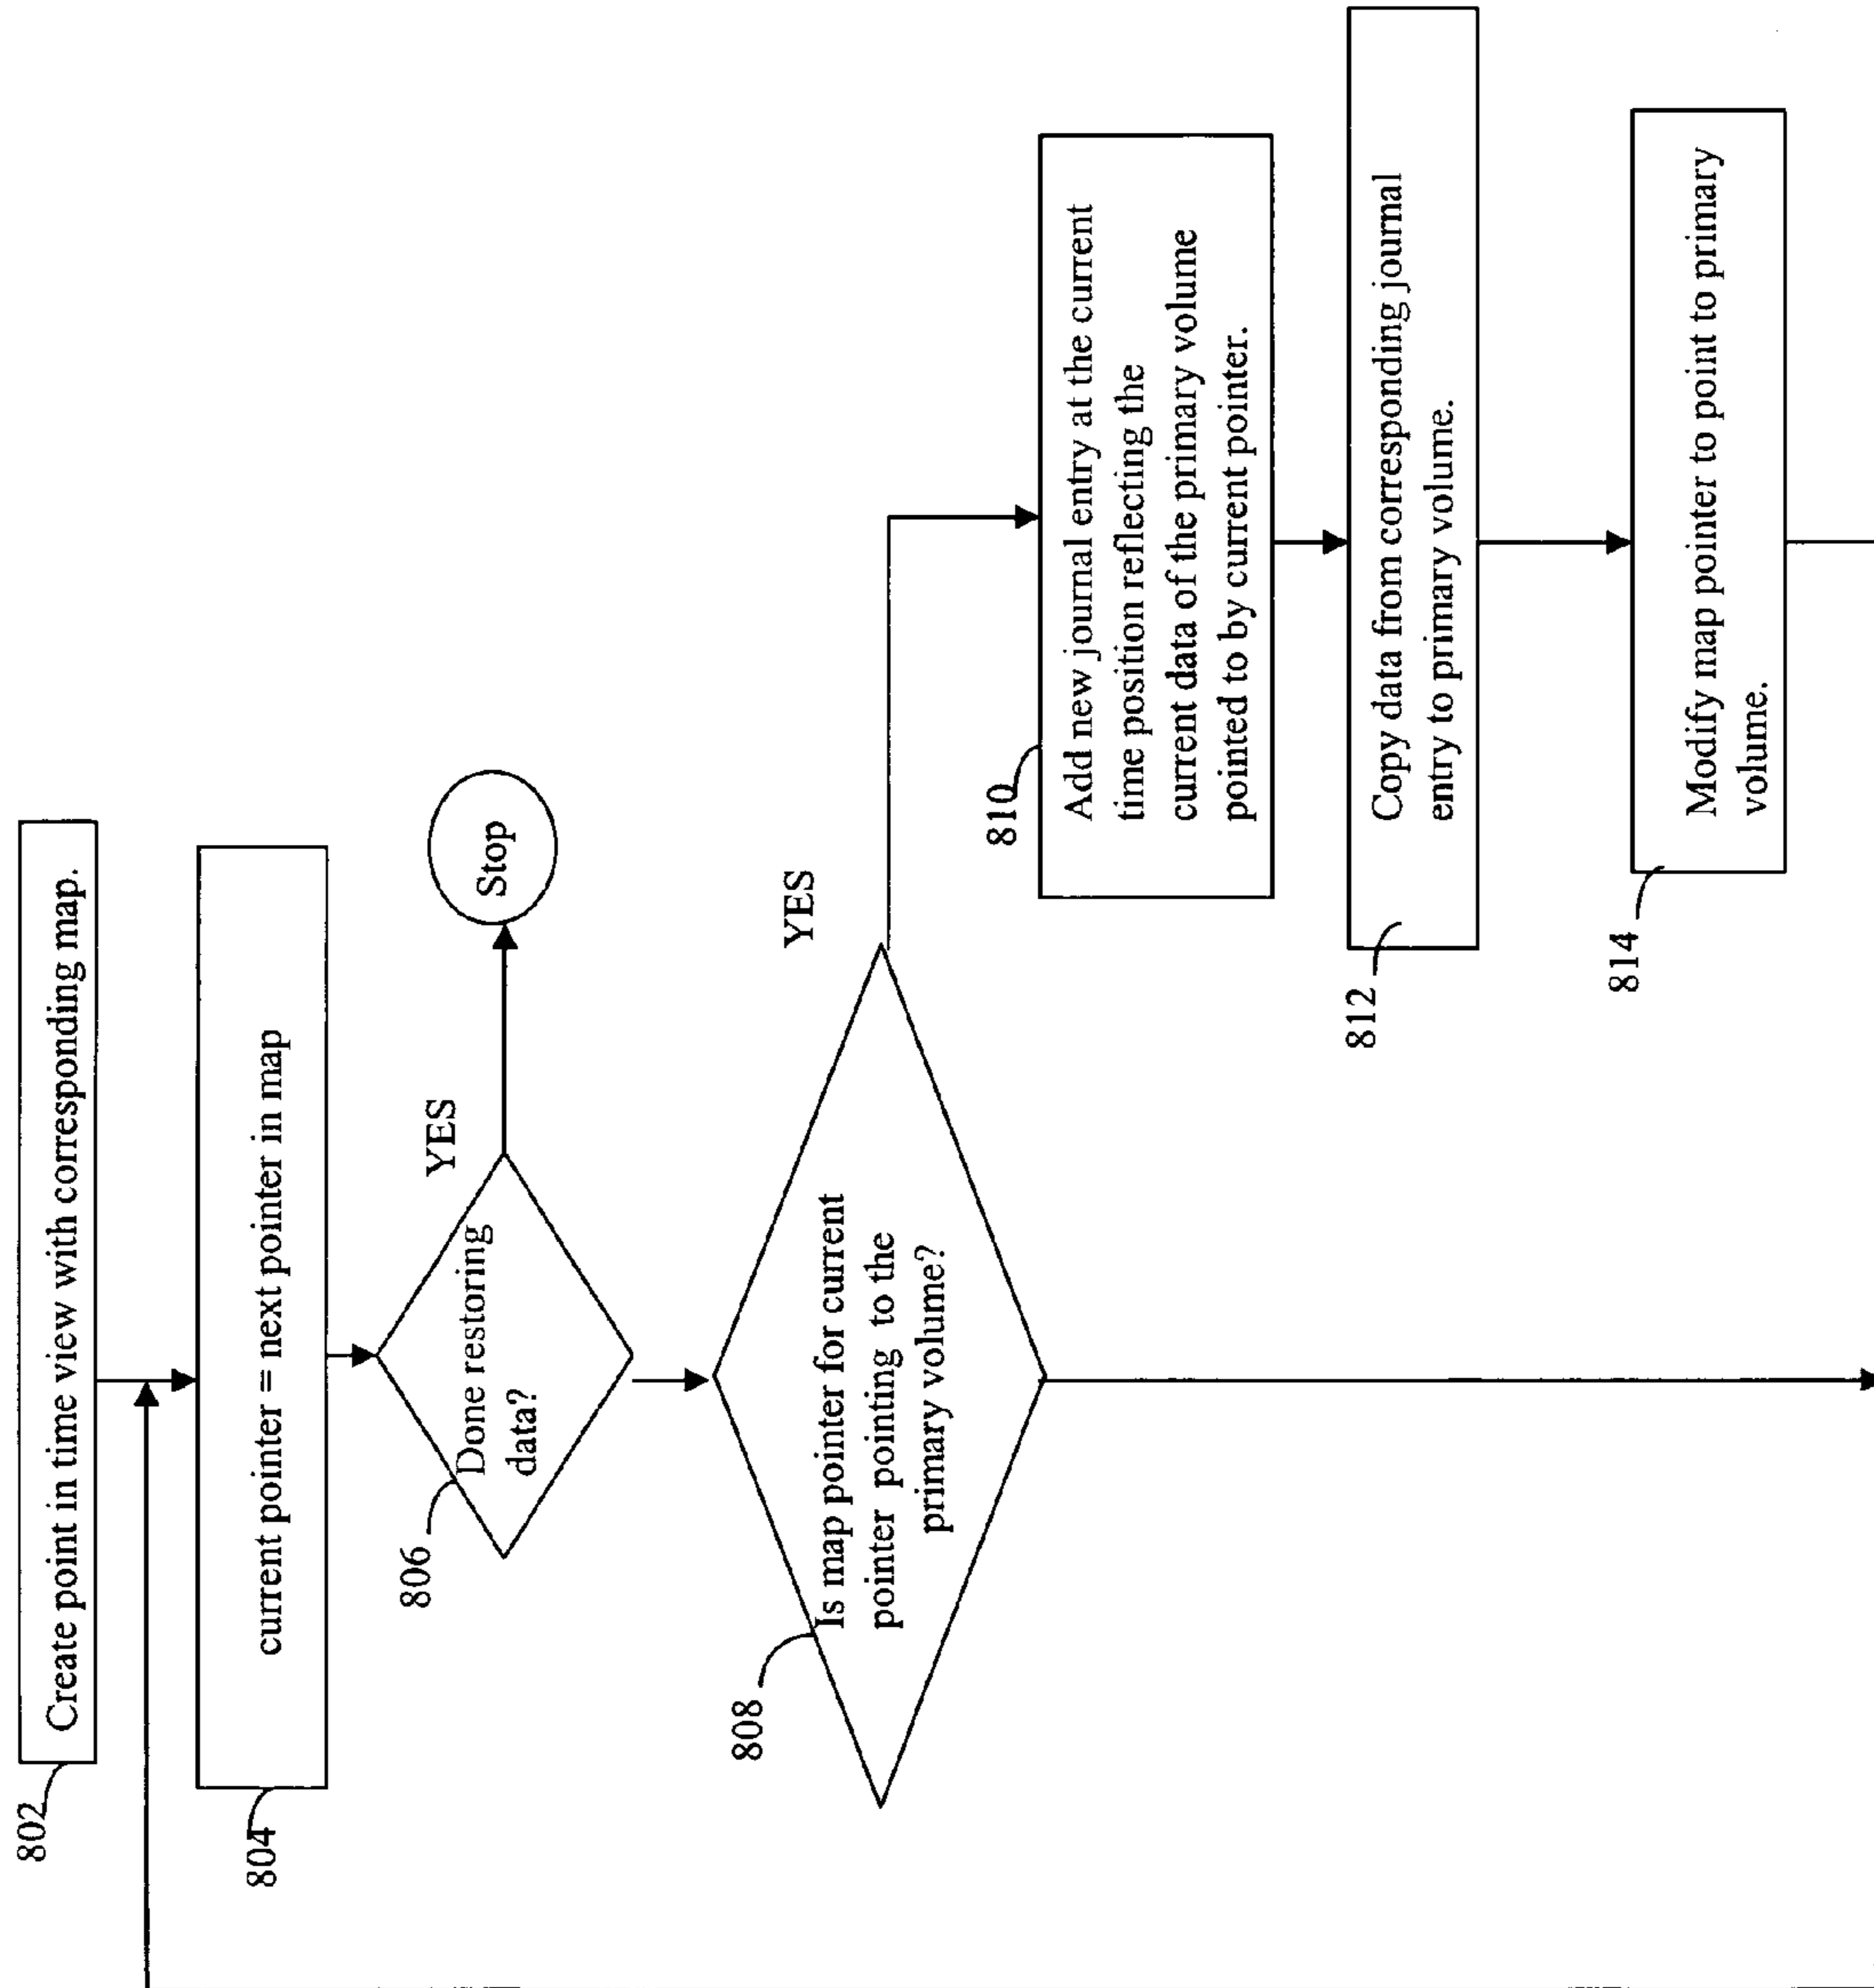 802
Create point in time view with corresponding map.
804
current pointer = next pointer in map
806
Done restoring
data?
YES
Stop
808
Is map pointer for current
pointer pointing to the
primary volume?
YES
810
Add new journal entry at the current
time position reflecting the
current data of the primary volume
pointed to by current pointer.
812
Copy data from corresponding journal
entry to primary volume.
814
Modify map pointer to point to primary
volume.